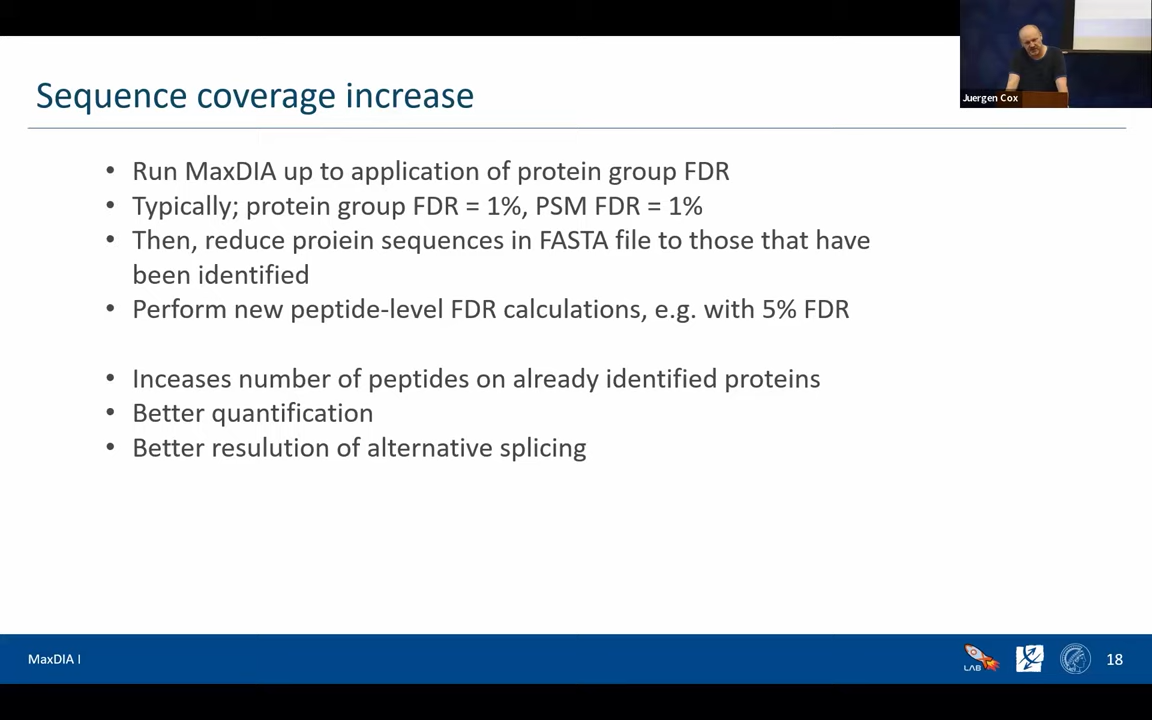 Sequence coverage increase
Juergen Cox
• Run MaxDIA up to application of protein group FDR
• Typically; protein group FDR = 1%, PSM FDR = 1%
• Then, reduce proiein sequences in FASTA file to those that have
been identified
• Perform new peptide-level FDR calculations, e.g. with 5% FDR
• Inceases number of peptides on already identified proteins
• Better quantification
• Better resulution of alternative splicing
MaxDIA I
LAB
18